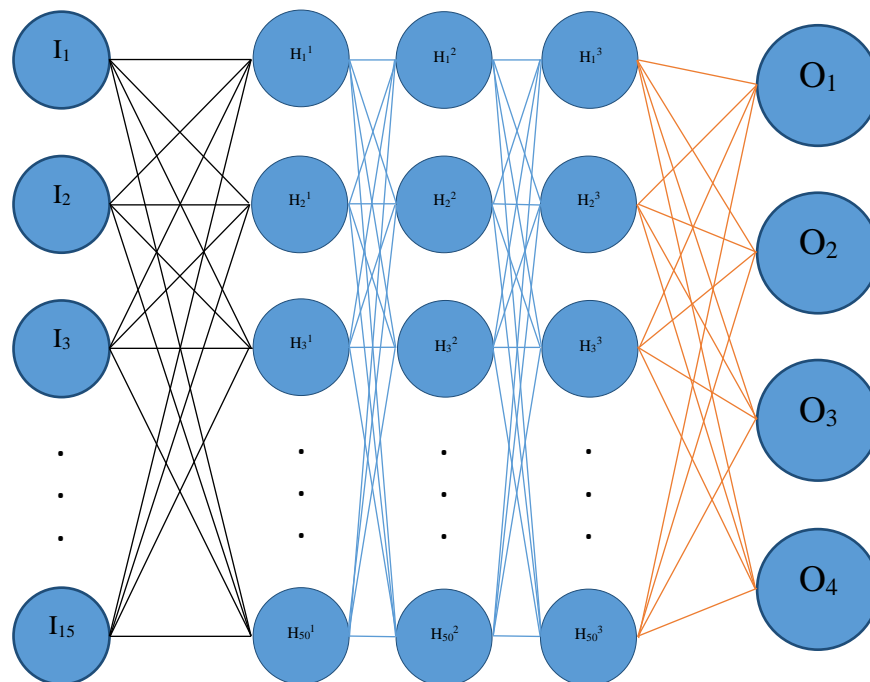 I₁ H₁¹ H₁² H₁³ O₁
I₂ H₂¹ H₂² H₂³ O₂
I₃ H₃¹ H₃² H₃³ O₃
I₁₅ H₅₀¹ H₅₀² H₅₀³ O₄